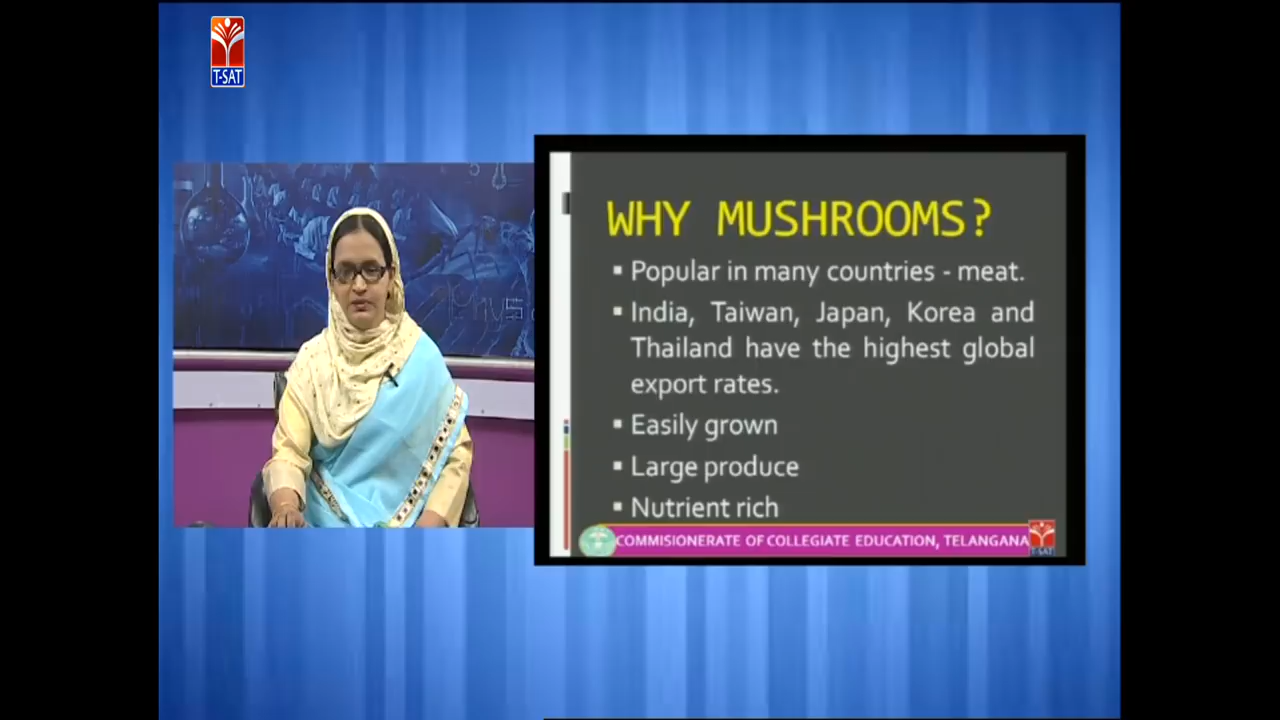 T-SAT
WHY MUSHROOMS?
▪ Popular in many countries - meat.
▪ India, Taiwan, Japan, Korea and
Thailand have the highest global
export rates.
▪ Easily grown
▪ Large produce
▪ Nutrient rich
COMMISIONERATE OF COLLEGIATE EDUCATION, TELANGANA
T-SAT